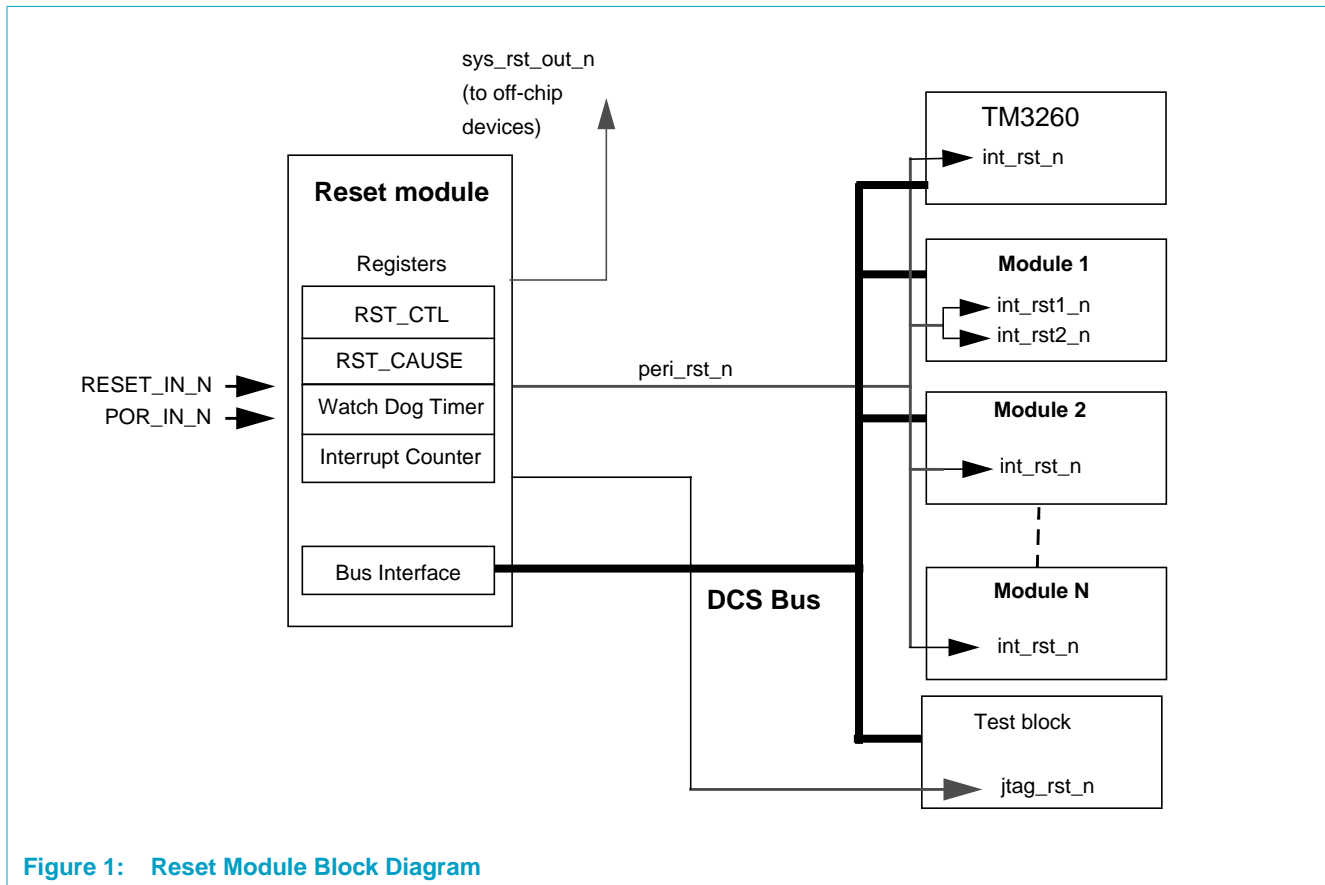 sys_rst_out_n
(to off-chip
devices)
Reset module
Registers
RST_CTL
RST_CAUSE
Watch Dog Timer
Interrupt Counter
Bus Interface
RESET_IN_N
POR_IN_N
peri_rst_n
DCS Bus
TM3260
int_rst_n
Module 1
int_rst1_n
int_rst2_n
Module 2
int_rst_n
Module N
int_rst_n
Test block
jtag_rst_n
Figure 1: Reset Module Block Diagram